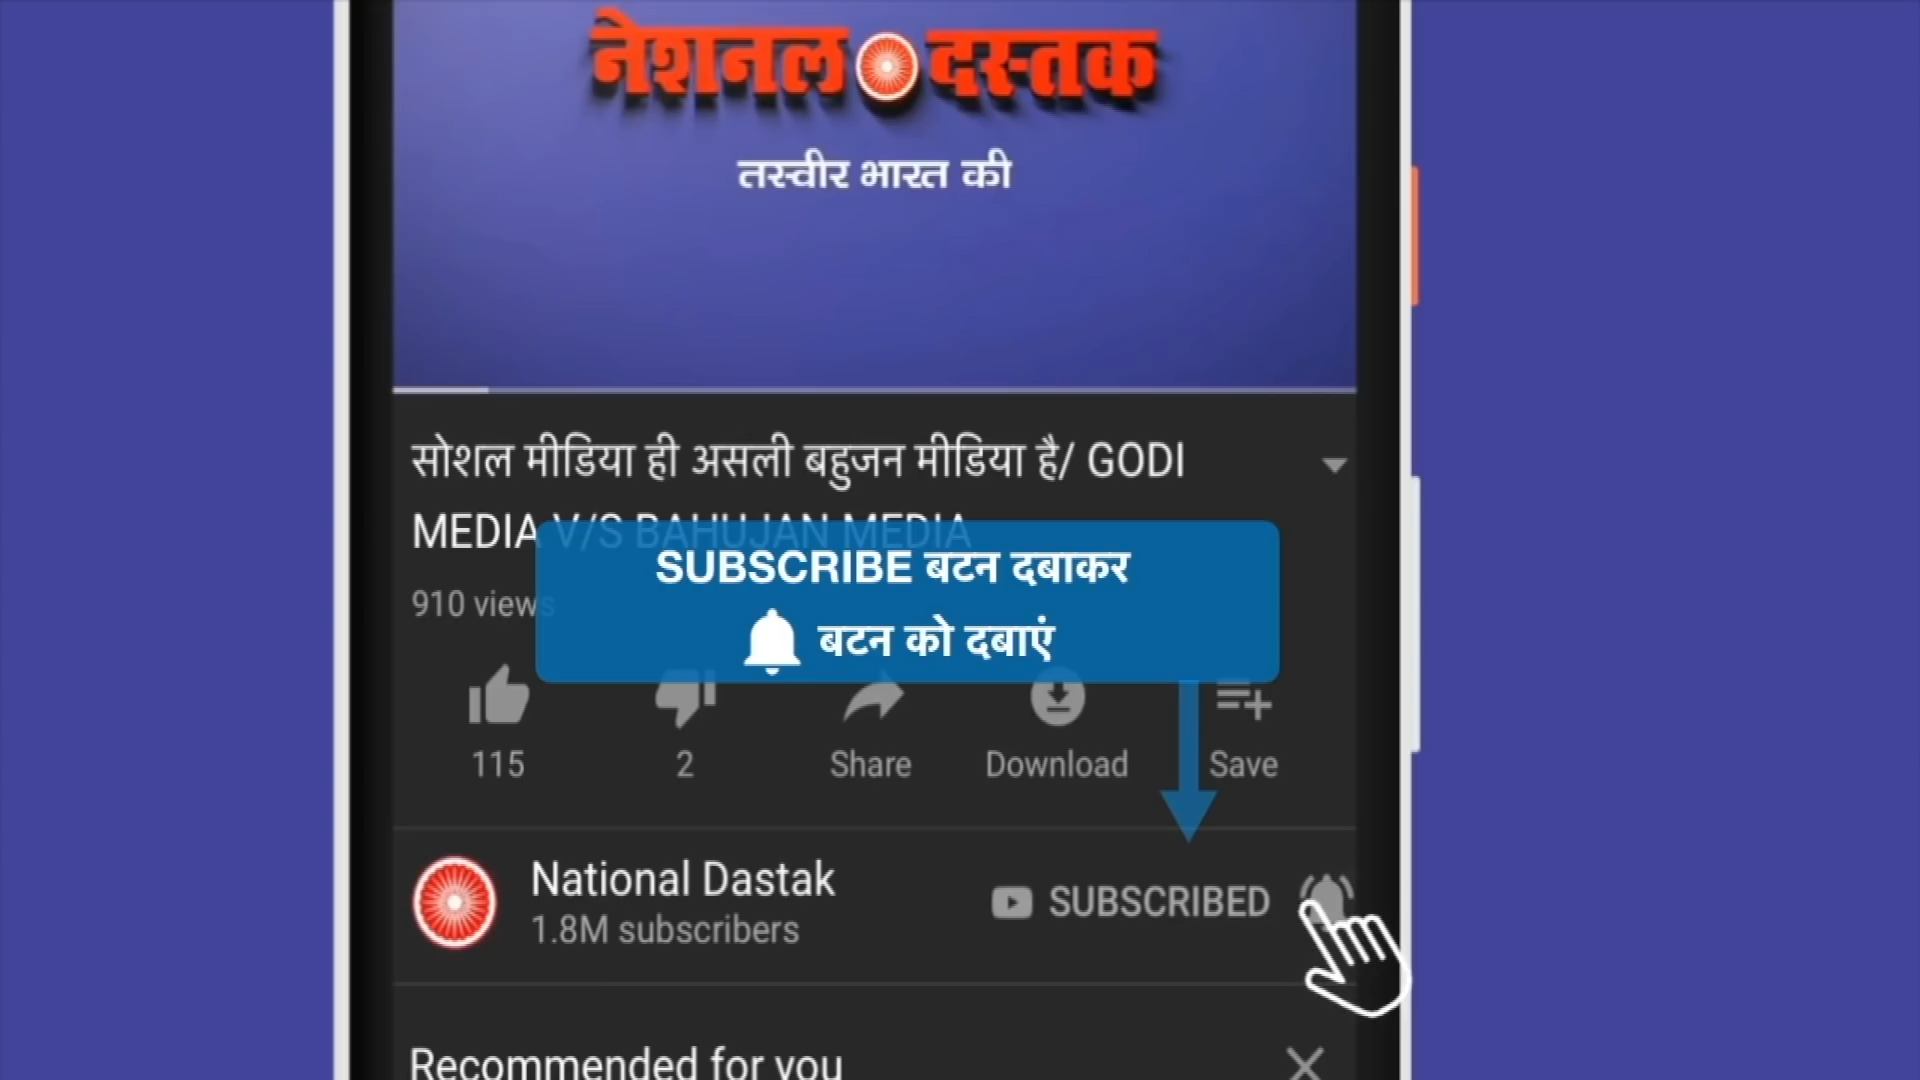 नेशनल दस्तक
तस्वीर भारत की
सोशल मीडिया ही असली बहुजन मीडिया है/ GODI
MEDIA V/S BAHUJAN MEDIA
SUBSCRIBE बटन दबाकर
बटन को दबाएं
910 views
115
2
Share
Download
Save
National Dastak
1.8M subscribers
SUBSCRIBED
Recommended for you